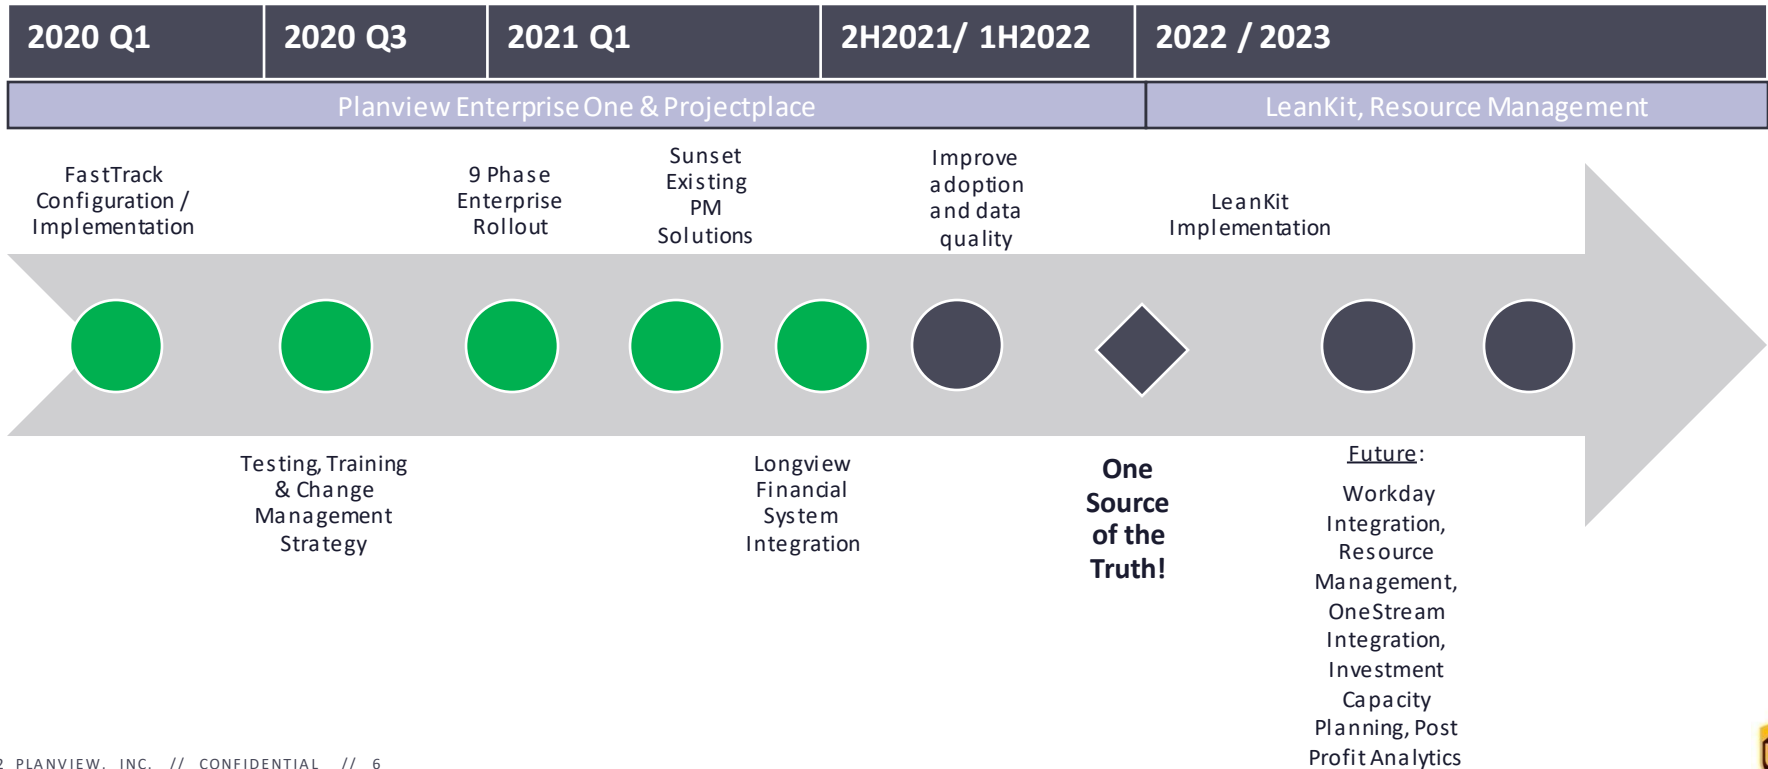 2020 Q1
2020 Q3
2021 Q1
2H2021/ 1H2022
2022 / 2023
Planview Enterprise One & Projectplace
LeanKit, Resource Management
FastTrack
Configuration /
Implementation
9 Phase
Enterprise
Rollout
Sunset
Existing
PM
Solutions
Improve
adoption
and data
quality
LeanKit
Implementation
Testing, Training
& Change
Management
Strategy
Longview
Financial
System
Integration
One
Source
of the
Truth!
Future:
Workday
Integration,
Resource
Management,
OneStream
Integration,
Investment
Capacity
Planning, Post
Profit Analytics
2 PLANVIEW, INC. // CONFIDENTIAL // 6